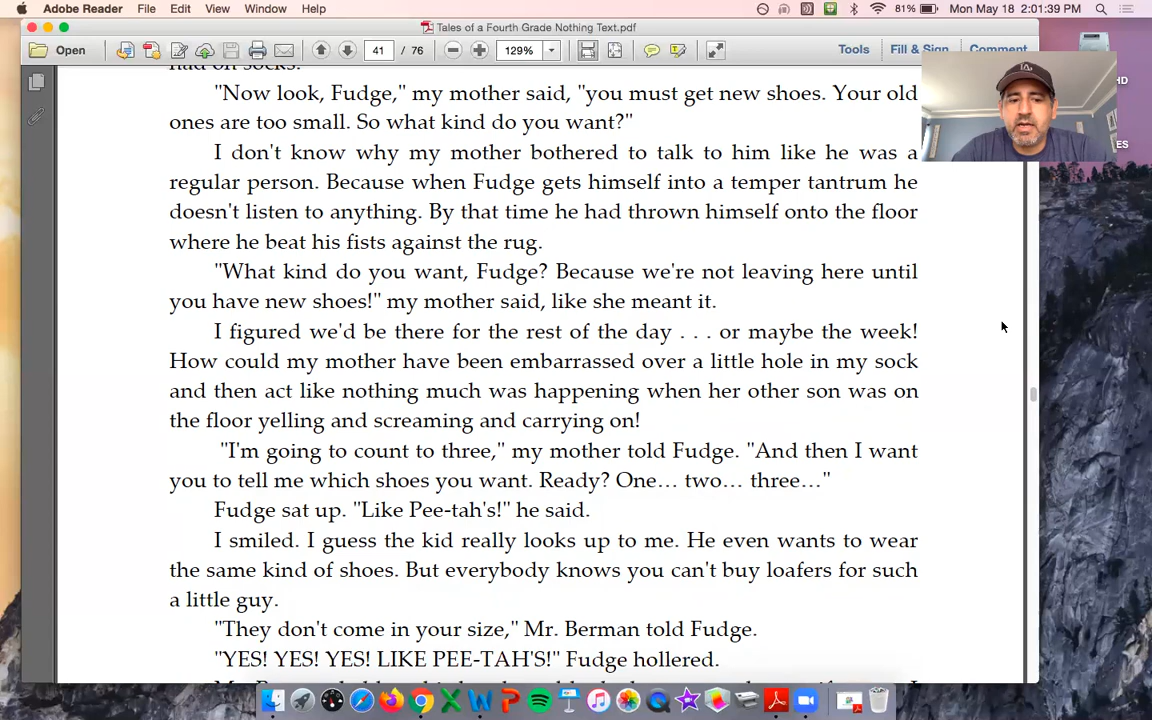 Adobe Reader File Edit View Window Help 81% Mon May 18 2:01:39 PM
Tales of a Fourth Grade Nothing Text.pdf
Open 41 / 76 129% Tools Fill & Sign Comment
had on socks.
"Now look, Fudge," my mother said, "you must get new shoes. Your old
ones are too small. So what kind do you want?"
I don't know why my mother bothered to talk to him like he was a
regular person. Because when Fudge gets himself into a temper tantrum he
doesn't listen to anything. By that time he had thrown himself onto the floor
where he beat his fists against the rug.
"What kind do you want, Fudge? Because we're not leaving here until
you have new shoes!" my mother said, like she meant it.
I figured we'd be there for the rest of the day . . . or maybe the week!
How could my mother have been embarrassed over a little hole in my sock
and then act like nothing much was happening when her other son was on
the floor yelling and screaming and carrying on!
"I'm going to count to three," my mother told Fudge. "And then I want
you to tell me which shoes you want. Ready? One... two... three..."
Fudge sat up. "Like Pee-tah's!" he said.
I smiled. I guess the kid really looks up to me. He even wants to wear
the same kind of shoes. But everybody knows you can't buy loafers for such
a little guy.
"They don't come in your size," Mr. Berman told Fudge.
"YES! YES! YES! LIKE PEE-TAH'S!" Fudge hollered.
HD
ES